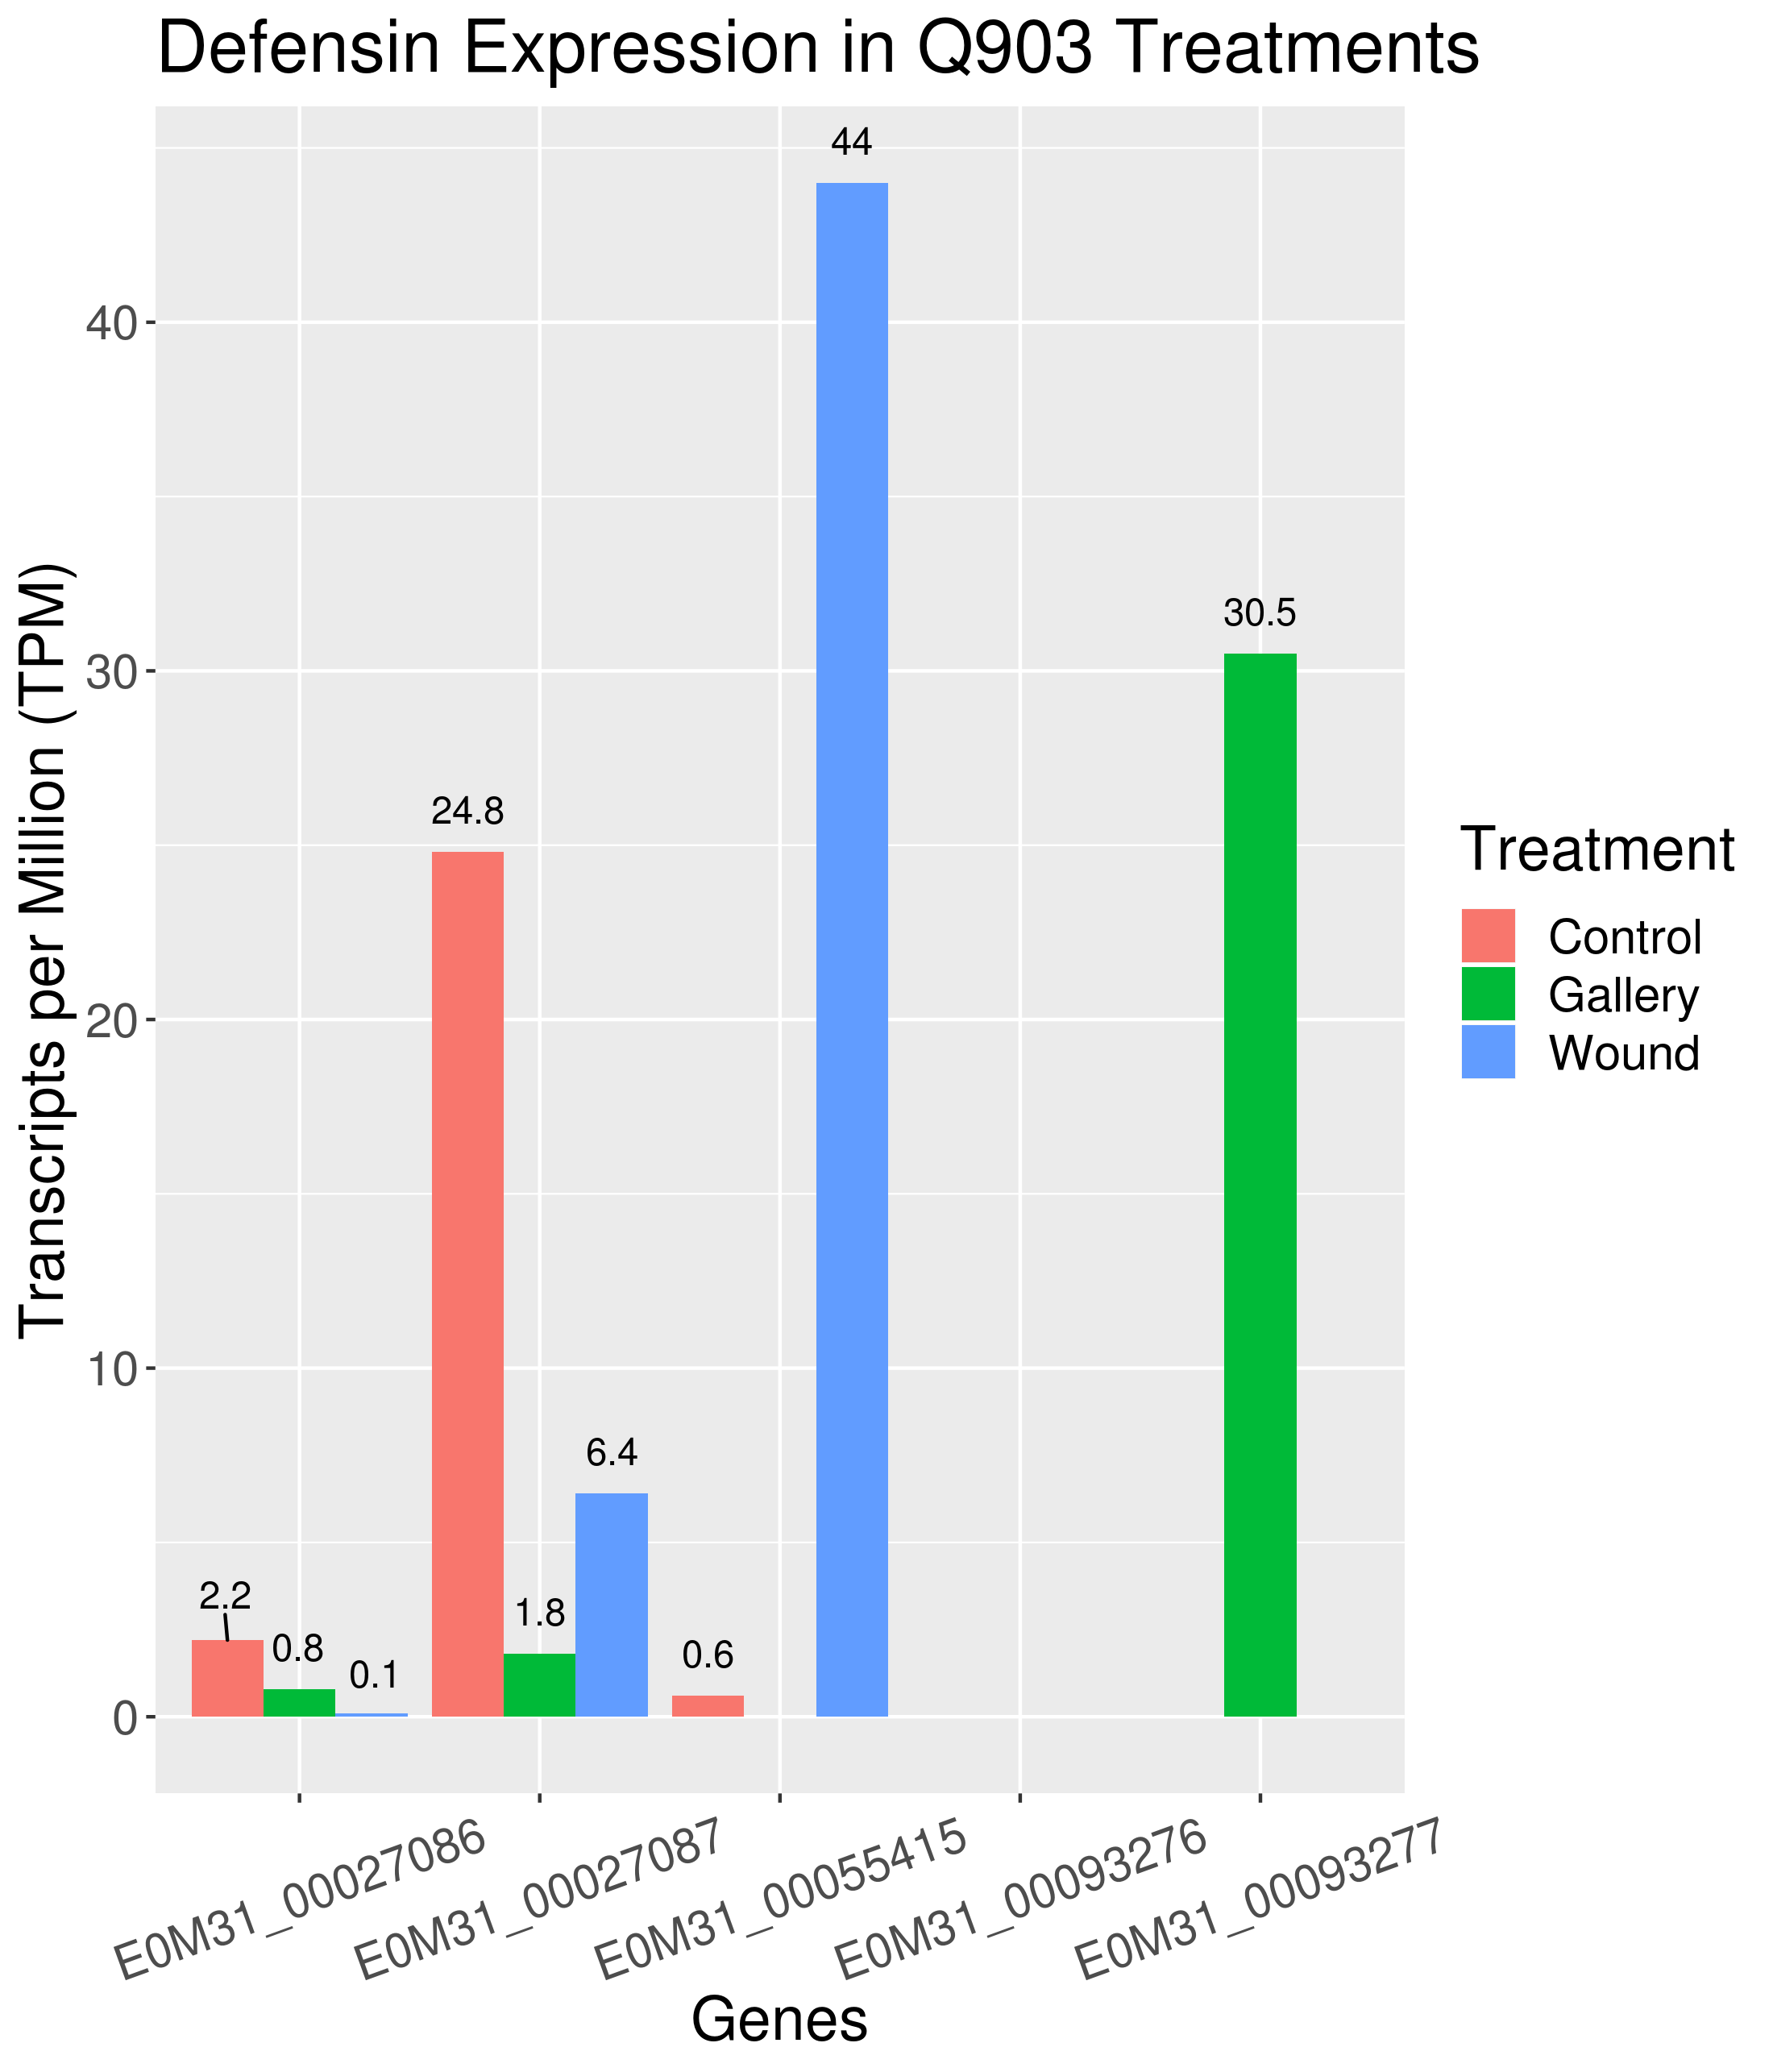 Defensin Expression in Q903 Treatments
Transcripts per Million (TPM)
40
30
20
10
0
44
30.5
24.8
6.4
2.2
0.8
0.1
1.8
0.6
E0M31_00027086
E0M31_00027087
E0M31_00055415
E0M31_00093276
E0M31_00093277
Genes
Treatment
Control
Gallery
Wound